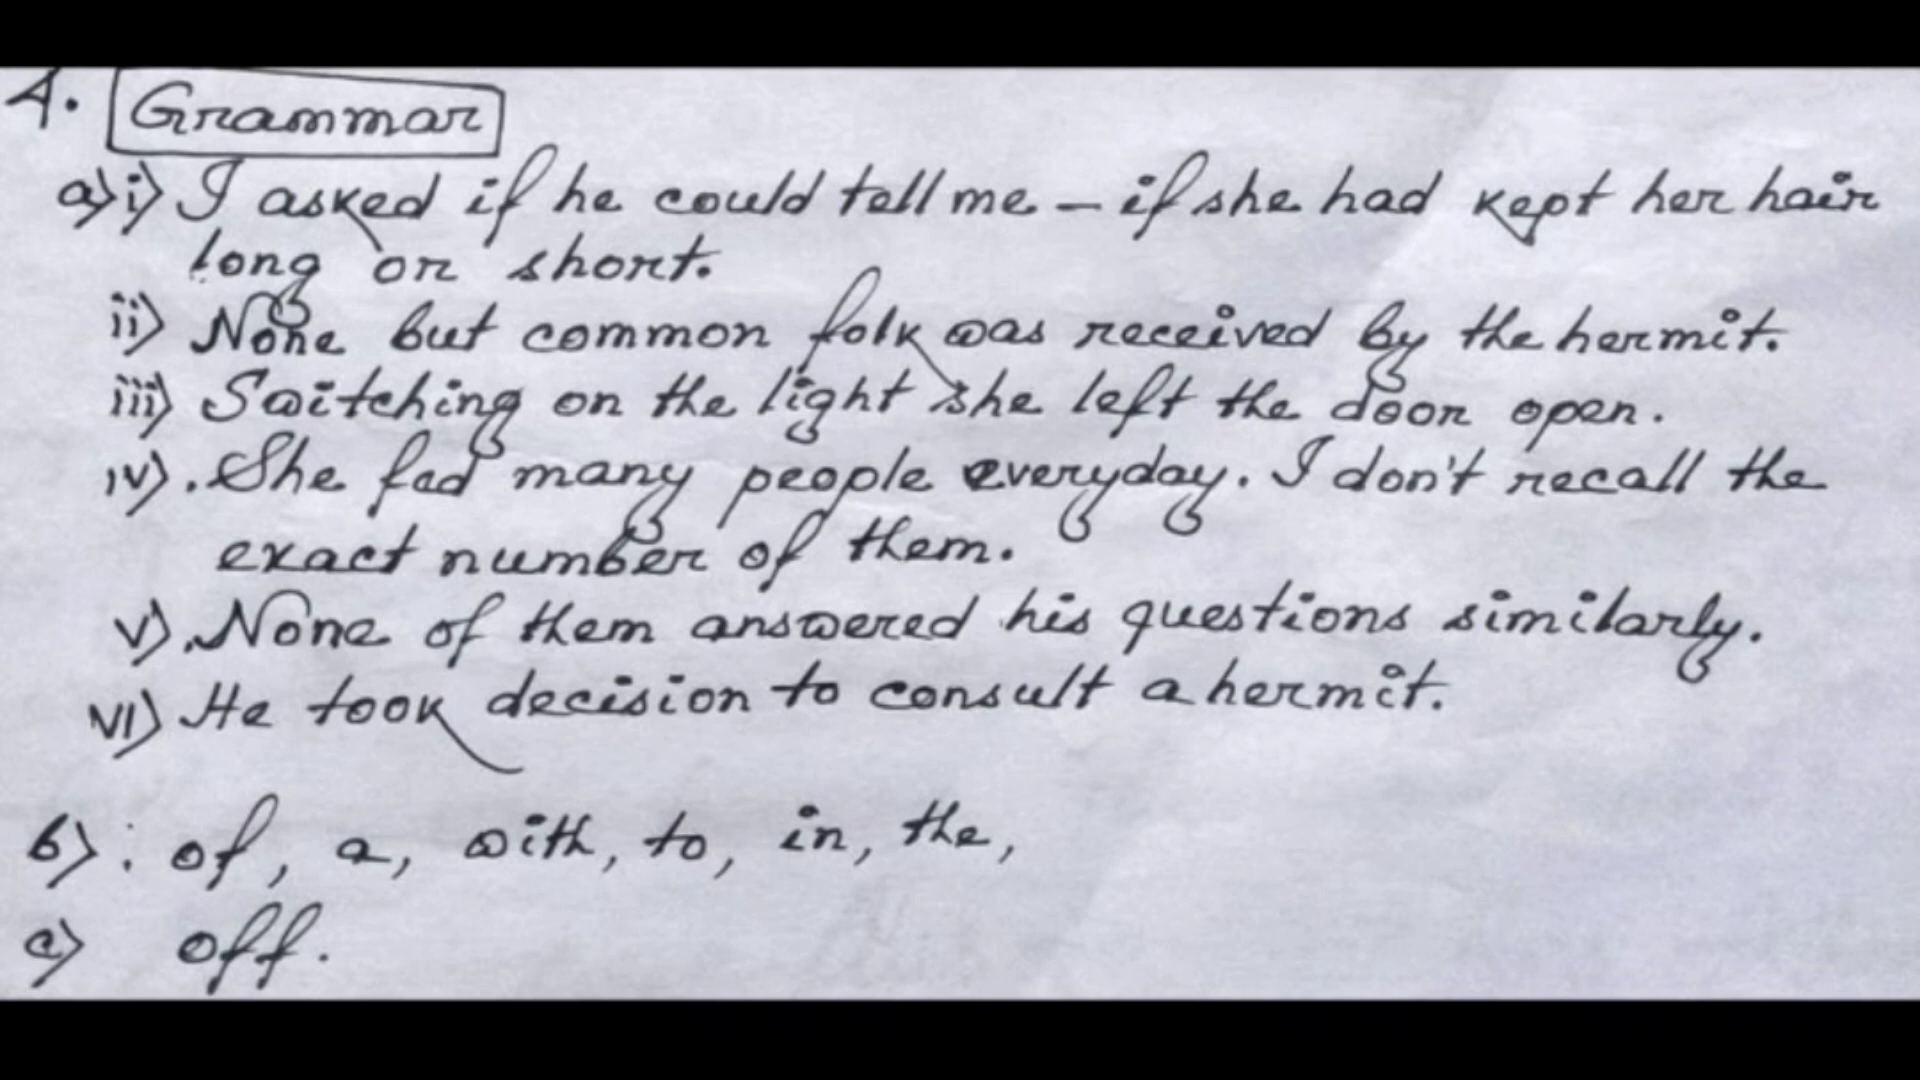 4. Grammar
a) i) I asked if he could tell me – if she had kept her hair
long or short.
ii) None but common folk was received by the hermit.
iii) Switching on the light she left the door open.
iv). She fed many people everyday. I don't recall the
exact number of them.
v). None of them answered his questions similarly.
vi) He took decision to consult a hermit.
b): of, a, with, to, in, the,
c) off.